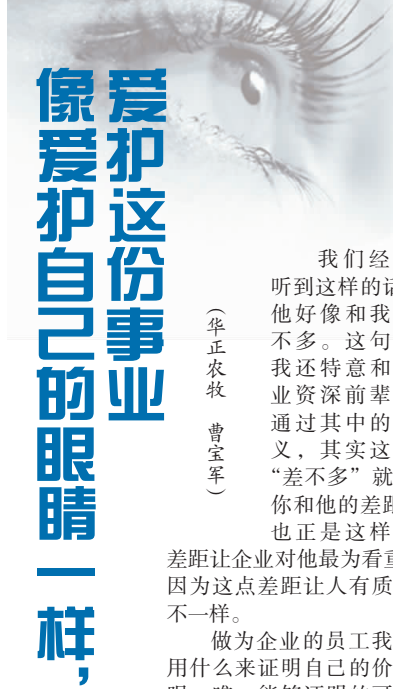 像爱护自己的眼睛一样,
爱护这份事业
(华正农牧 曹宝军)
我们经
听到这样的话
他好像和我
不多。这句
我还特意和
业资深前辈
通过其中的
义，其实这
“差不多”就
你和他的差距
也正是这样
差距让企业对他最为看重
因为这点差距让人有质
不一样。
做为企业的员工我
用什么来证明自己的价